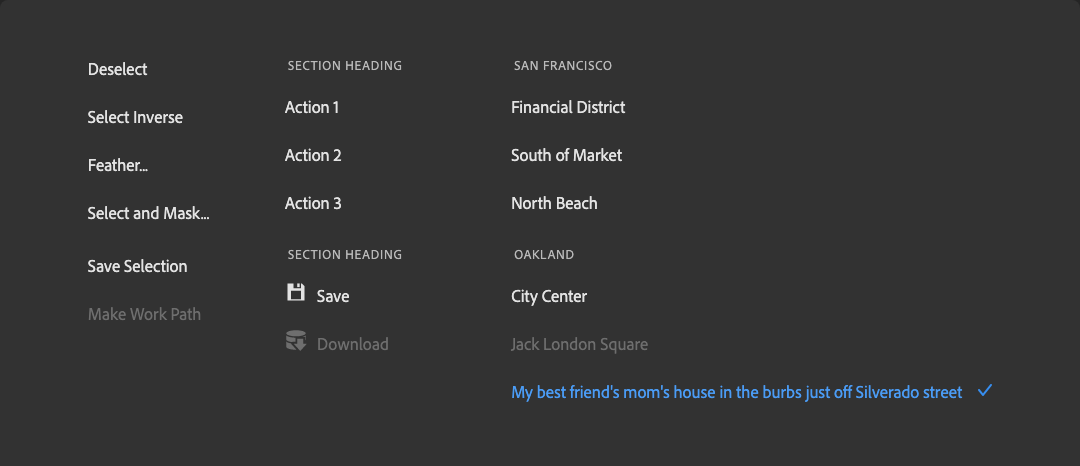 Deselect
Select Inverse
Feather...
Select and Mask...
Save Selection
Make Work Path
SECTION HEADING
Action 1
Action 2
Action 3
SECTION HEADING
Save
Download
SAN FRANCISCO
Financial District
South of Market
North Beach
OAKLAND
City Center
Jack London Square
My best friend's mom's house in the burbs just off Silverado street